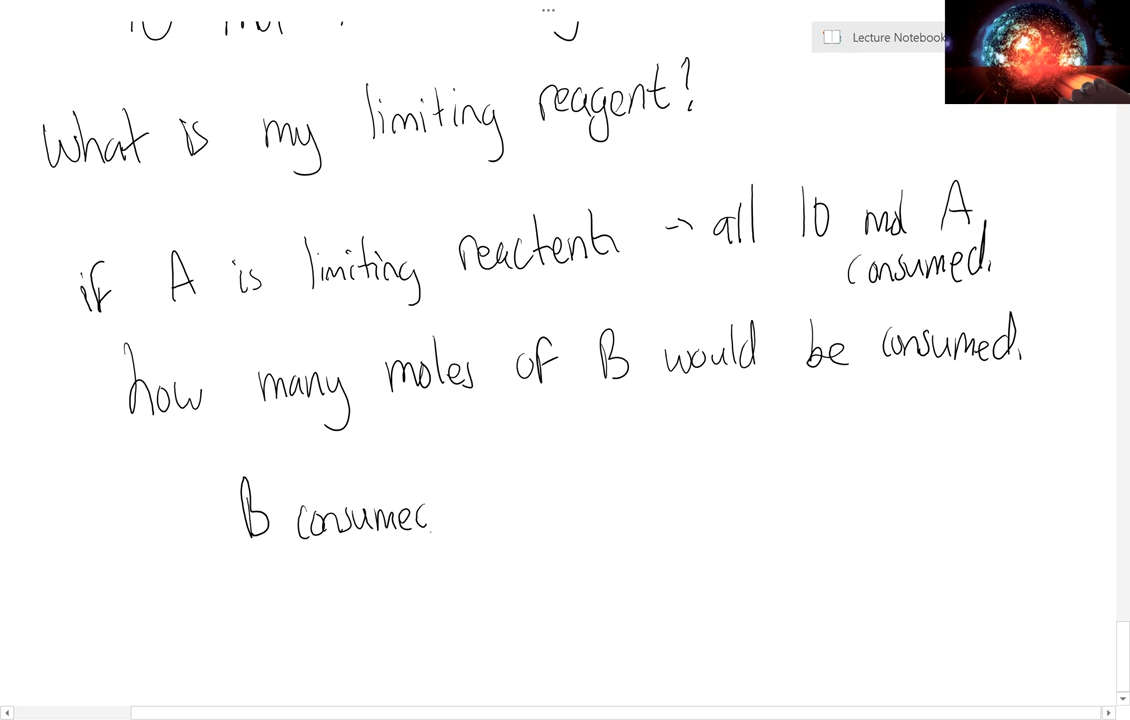 Lecture Notebook
What is my limiting reagent?
if A is limiting reactent → all 10 mol A
consumed.
how many moles of B would be consumed.
B consumec